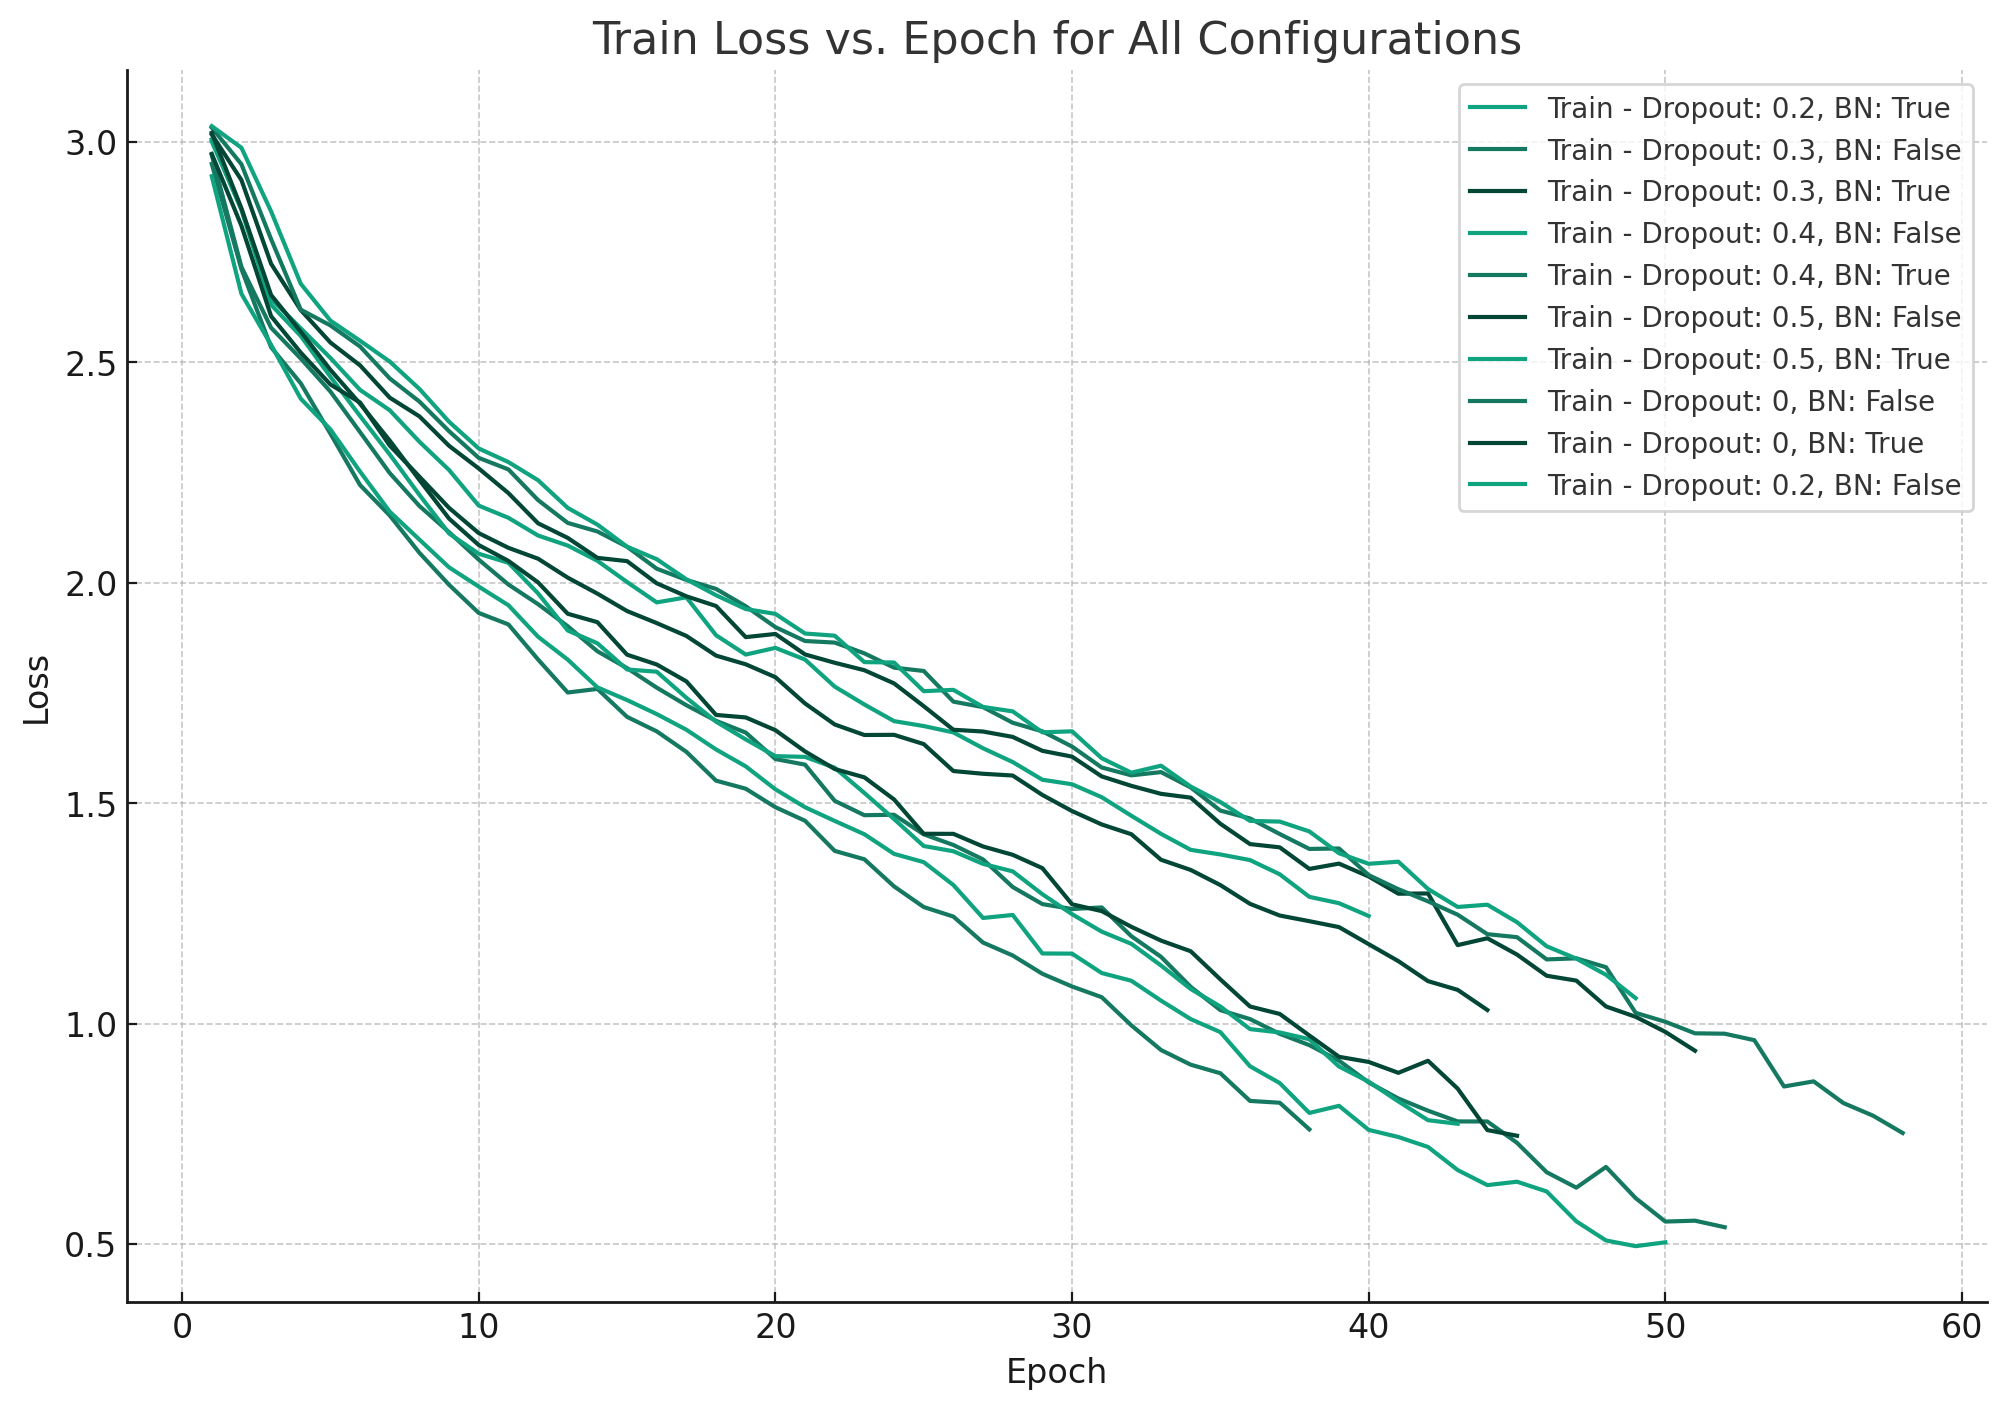 Train Loss vs. Epoch for All Configurations
Train - Dropout: 0.2, BN: True
Train - Dropout: 0.3, BN: False
Train - Dropout: 0.3, BN: True
Train - Dropout: 0.4, BN: False
Train - Dropout: 0.4, BN: True
Train - Dropout: 0.5, BN: False
Train - Dropout: 0.5, BN: True
Train - Dropout: 0, BN: False
Train - Dropout: 0, BN: True
Train - Dropout: 0.2, BN: False
3.0
2.5
2.0
1.5
1.0
0.5
Loss
0 10 20 30 40 50 60
Epoch